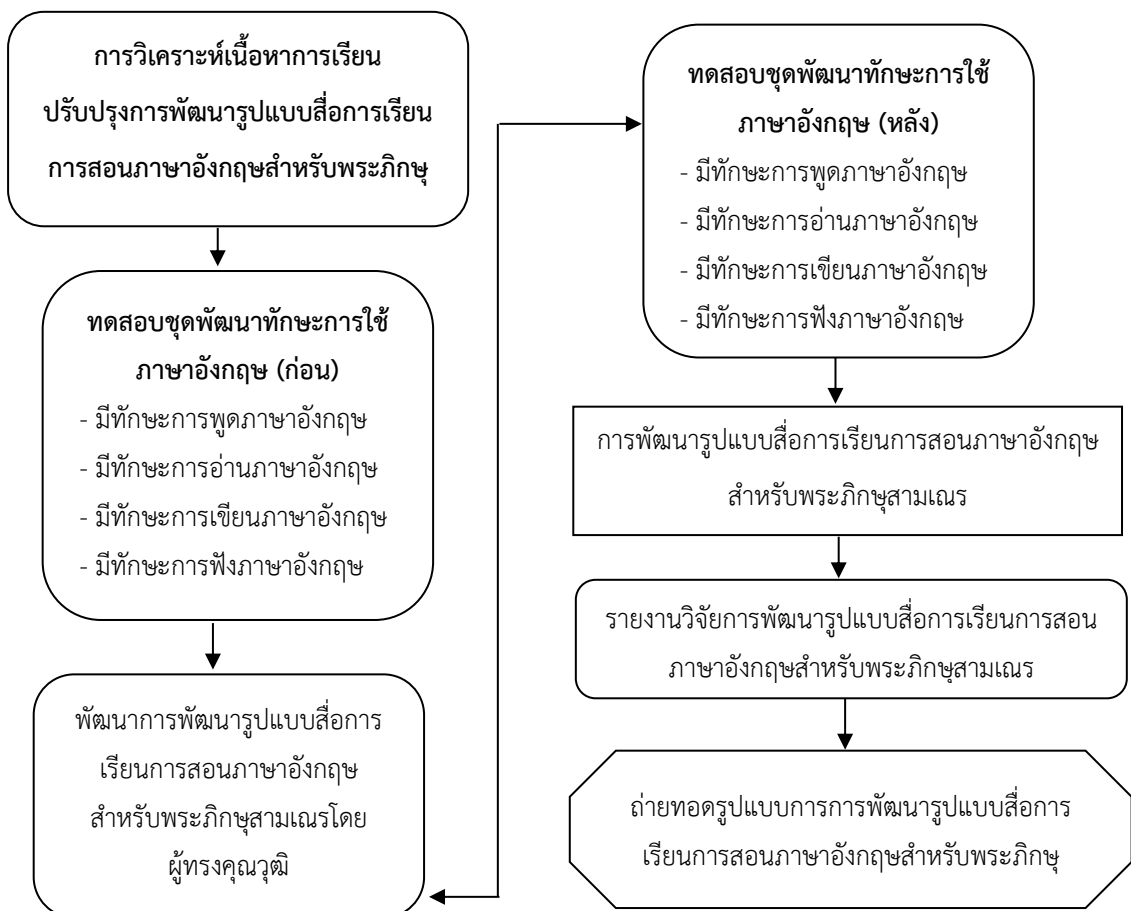 การวิเคราะห์เนื้อหาการเรียน
ปรับปรุงการพัฒนารูปแบบสื่อการเรียน
การสอนภาษาอังกฤษสำหรับพระภิกษุ
ทดสอบชุดพัฒนาทักษะการใช้
ภาษาอังกฤษ (ก่อน)
- มีทักษะการพูดภาษาอังกฤษ
- มีทักษะการอ่านภาษาอังกฤษ
- มีทักษะการเขียนภาษาอังกฤษ
- มีทักษะการฟังภาษาอังกฤษ
พัฒนาการพัฒนารูปแบบสื่อการ
เรียนการสอนภาษาอังกฤษ
สำหรับพระภิกษุสามเณรโดย
ผู้ทรงคุณวุฒิ
ทดสอบชุดพัฒนาทักษะการใช้
ภาษาอังกฤษ (หลัง)
- มีทักษะการพูดภาษาอังกฤษ
- มีทักษะการอ่านภาษาอังกฤษ
- มีทักษะการเขียนภาษาอังกฤษ
- มีทักษะการฟังภาษาอังกฤษ
การพัฒนารูปแบบสื่อการเรียนการสอนภาษาอังกฤษ
สำหรับพระภิกษุสามเณร
รายงานวิจัยการพัฒนารูปแบบสื่อการเรียนการสอน
ภาษาอังกฤษสำหรับพระภิกษุสามเณร
ถ่ายทอดรูปแบบการการพัฒนารูปแบบสื่อการ
เรียนการสอนภาษาอังกฤษสำหรับพระภิกษุ